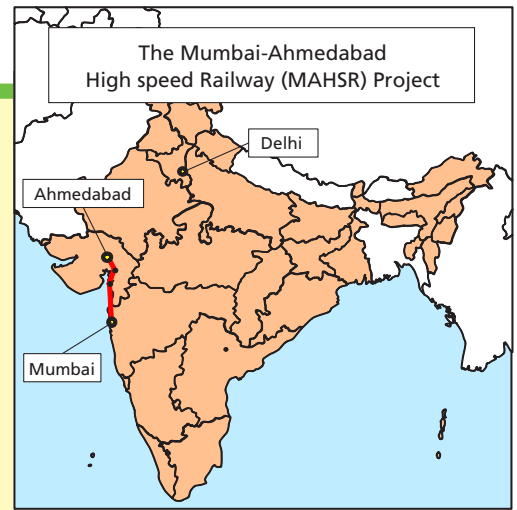 The Mumbai-Ahmedabad
High speed Railway (MAHSR) Project
Delhi
Ahmedabad
Mumbai